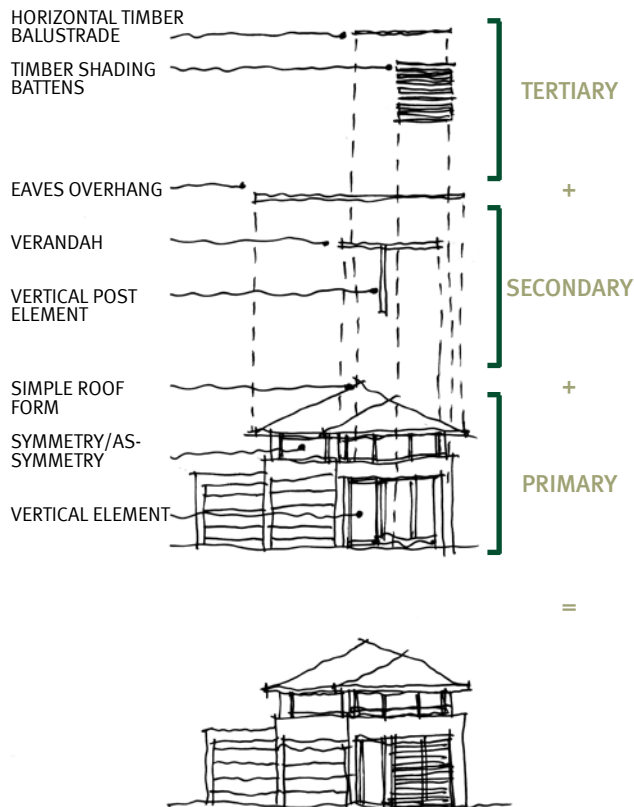 HORIZONTAL TIMBER
BALUSTRADE
TIMBER SHADING
BATTENS
TERTIARY
EAVES OVERHANG
+
VERANDAH
SECONDARY
VERTICAL POST
ELEMENT
SIMPLE ROOF
FORM
+
SYMMETRY/AS-
SYMMETRY
PRIMARY
VERTICAL ELEMENT
=